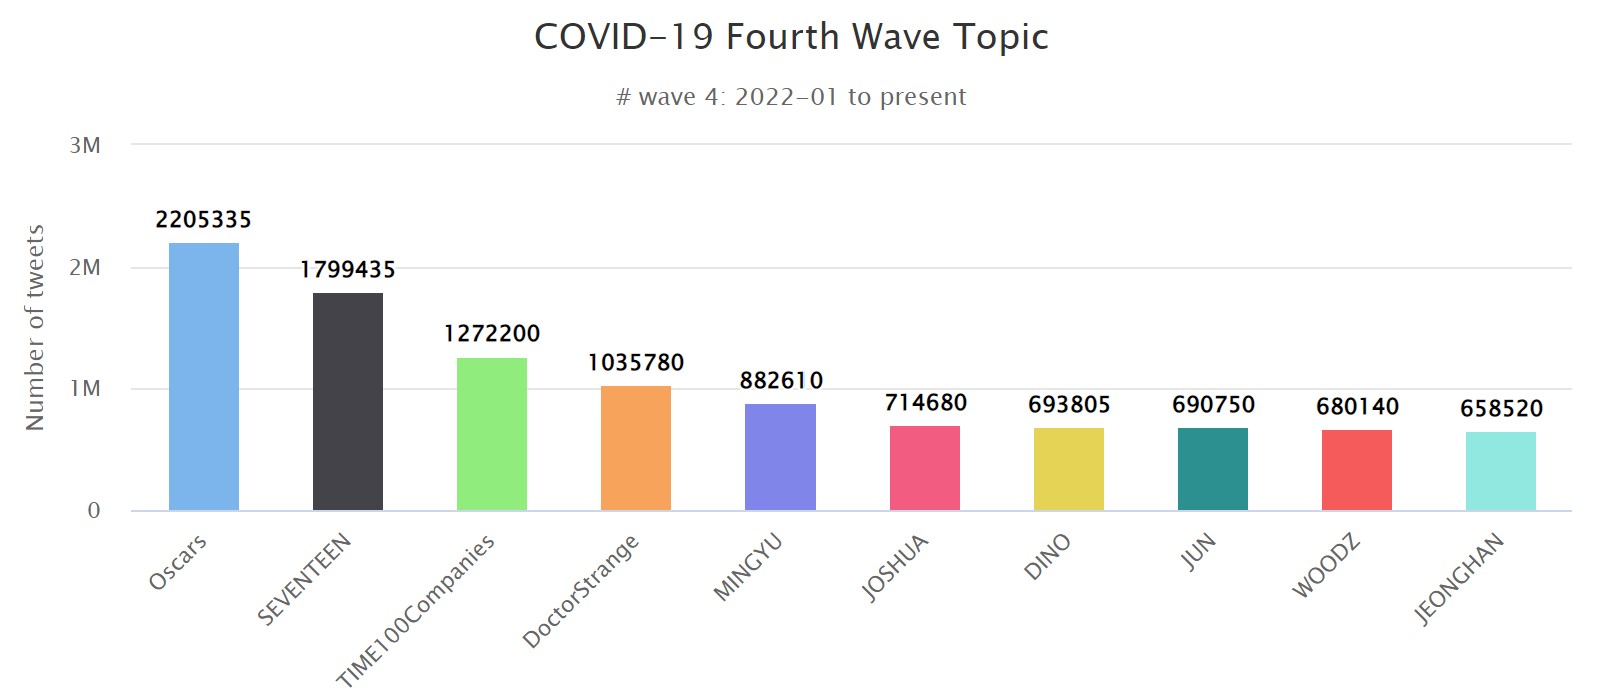 COVID-19 Fourth Wave Topic
# wave 4: 2022-01 to present
Number of tweets
3M
2M
1M
0
2205335
1799435
1272200
1035780
882610
714680
693805
690750
680140
658520
Oscars
SEVENTEEN
TIME100Companies
DoctorStrange
MINGYU
JOSHUA
DINO
JUN
WOODZ
JEONGHAN